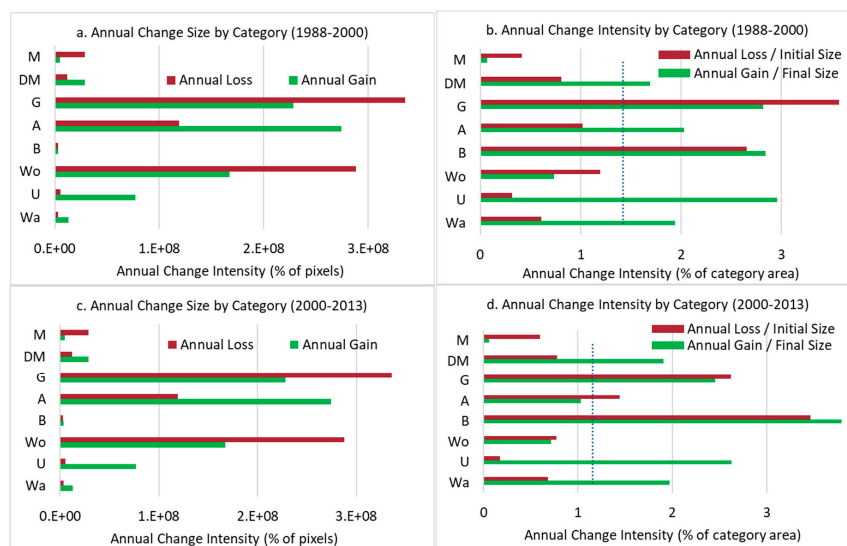 a. Annual Change Size by Category (1988-2000)
M
DM
G
A
B
Wo
U
Wa
Annual Loss
Annual Gain
0.E+00
1.E+08
2.E+08
3.E+08
Annual Change Intensity (% of pixels)
b. Annual Change Intensity by Category (1988-2000)
M
DM
G
A
B
Wo
U
Wa
Annual Loss / Initial Size
Annual Gain / Final Size
0
1
2
3
Annual Change Intensity (% of category area)
c. Annual Change Size by Category (2000-2013)
M
DM
G
A
B
Wo
U
Wa
Annual Loss
Annual Gain
0.E+00
1.E+08
2.E+08
3.E+08
Annual Change Intensity (% of pixels)
d. Annual Change Intensity by Category (2000-2013)
M
DM
G
A
B
Wo
U
Wa
Annual Loss / Initial Size
Annual Gain / Final Size
0
1
2
3
Annual Change Intensity (% of category area)